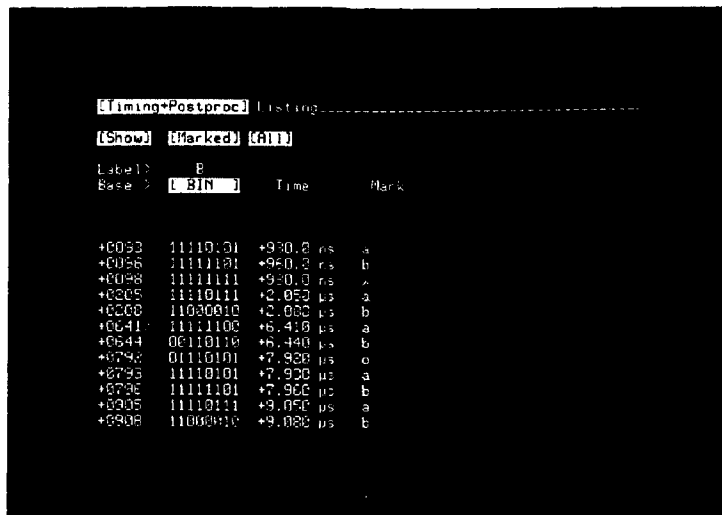 [Timing+Postproc] Listing
[Show] [Marked] [All]
Label> B
Base > [ BIN ] Time Mark
+0093 11110101 +930.0 ns a
+0096 11111101 +960.0 ns b
+0098 11111111 +980.0 ns x
+0205 11110111 +2.050 µs a
+0208 11000010 +2.080 µs b
+0641 11111100 +6.410 µs a
+0644 00110110 +6.440 µs b
+0792 01110101 +7.920 µs o
+0793 11110101 +7.930 µs a
+0796 11111101 +7.960 µs b
+0905 11110111 +9.050 µs a
+0908 11000010 +9.080 µs b